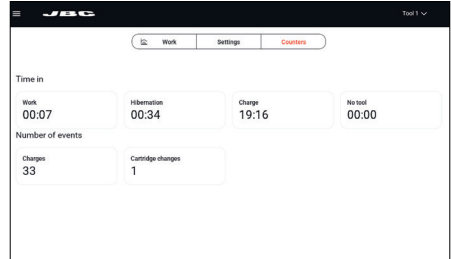 JBC
Tool 1
Work Settings Counters
Time in
Work Hibernation Charge No tool
00:07 00:34 19:16 00:00
Number of events
Charges Cartridge changes
33 1